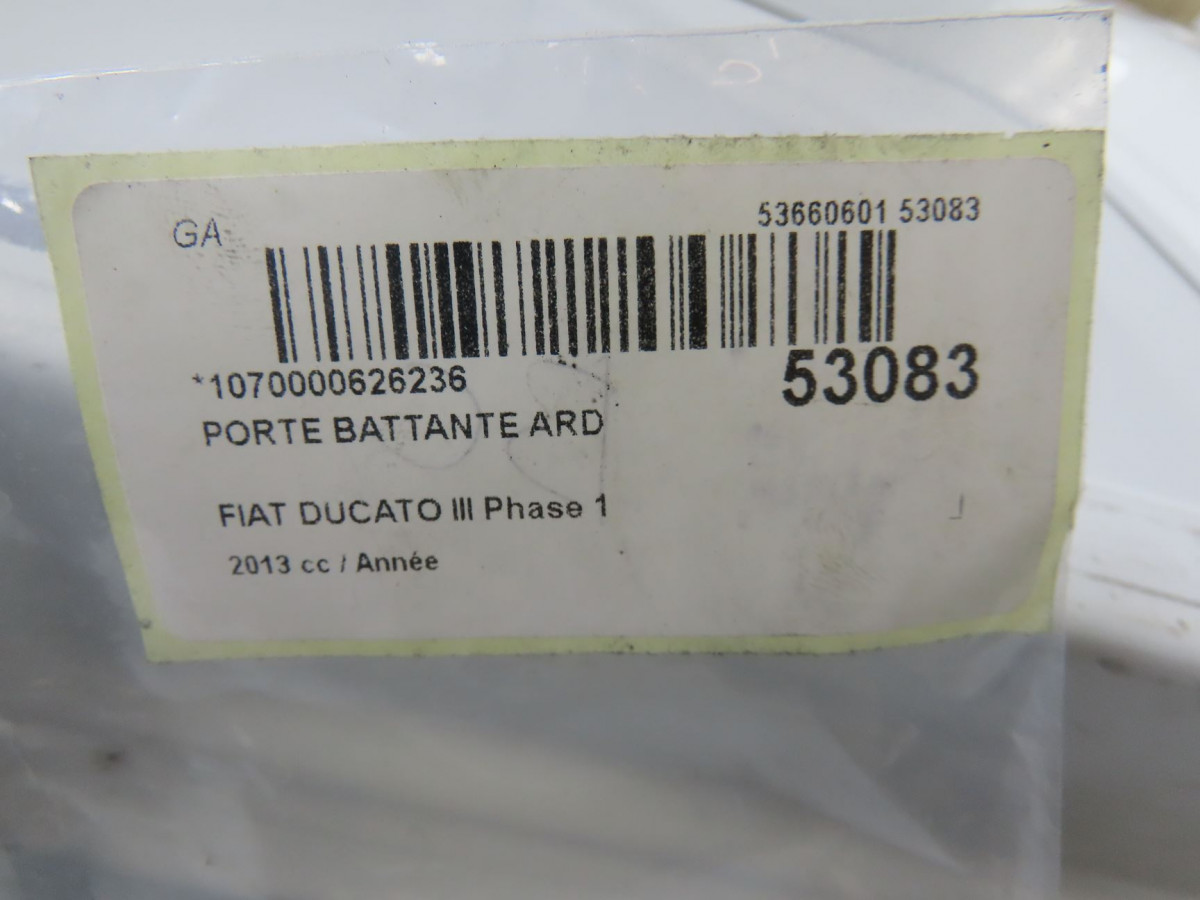 GA
53660601 53083
*1070000626236
53083
PORTE BATTANTE ARD
FIAT DUCATO III Phase 1
2013 cc / Année